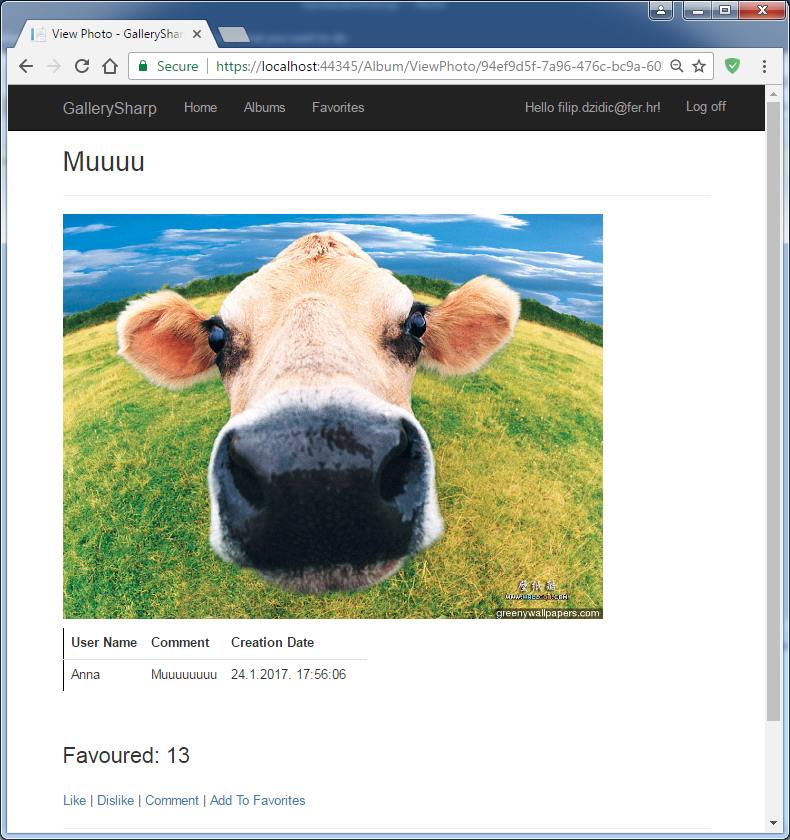 View Photo - GalleryShar
Secure
https://localhost:44345/Album/ViewPhoto/94ef9d5f-7a96-476c-bc9a-60
GallerySharp Home Albums Favorites Hello filip.dzidic@fer.hr! Log off
Muuuu
greenywallpapers.com
User Name Comment Creation Date
Anna Muuuuuuuu 24.1.2017. 17:56:06
Favoured: 13
Like | Dislike | Comment | Add To Favorites